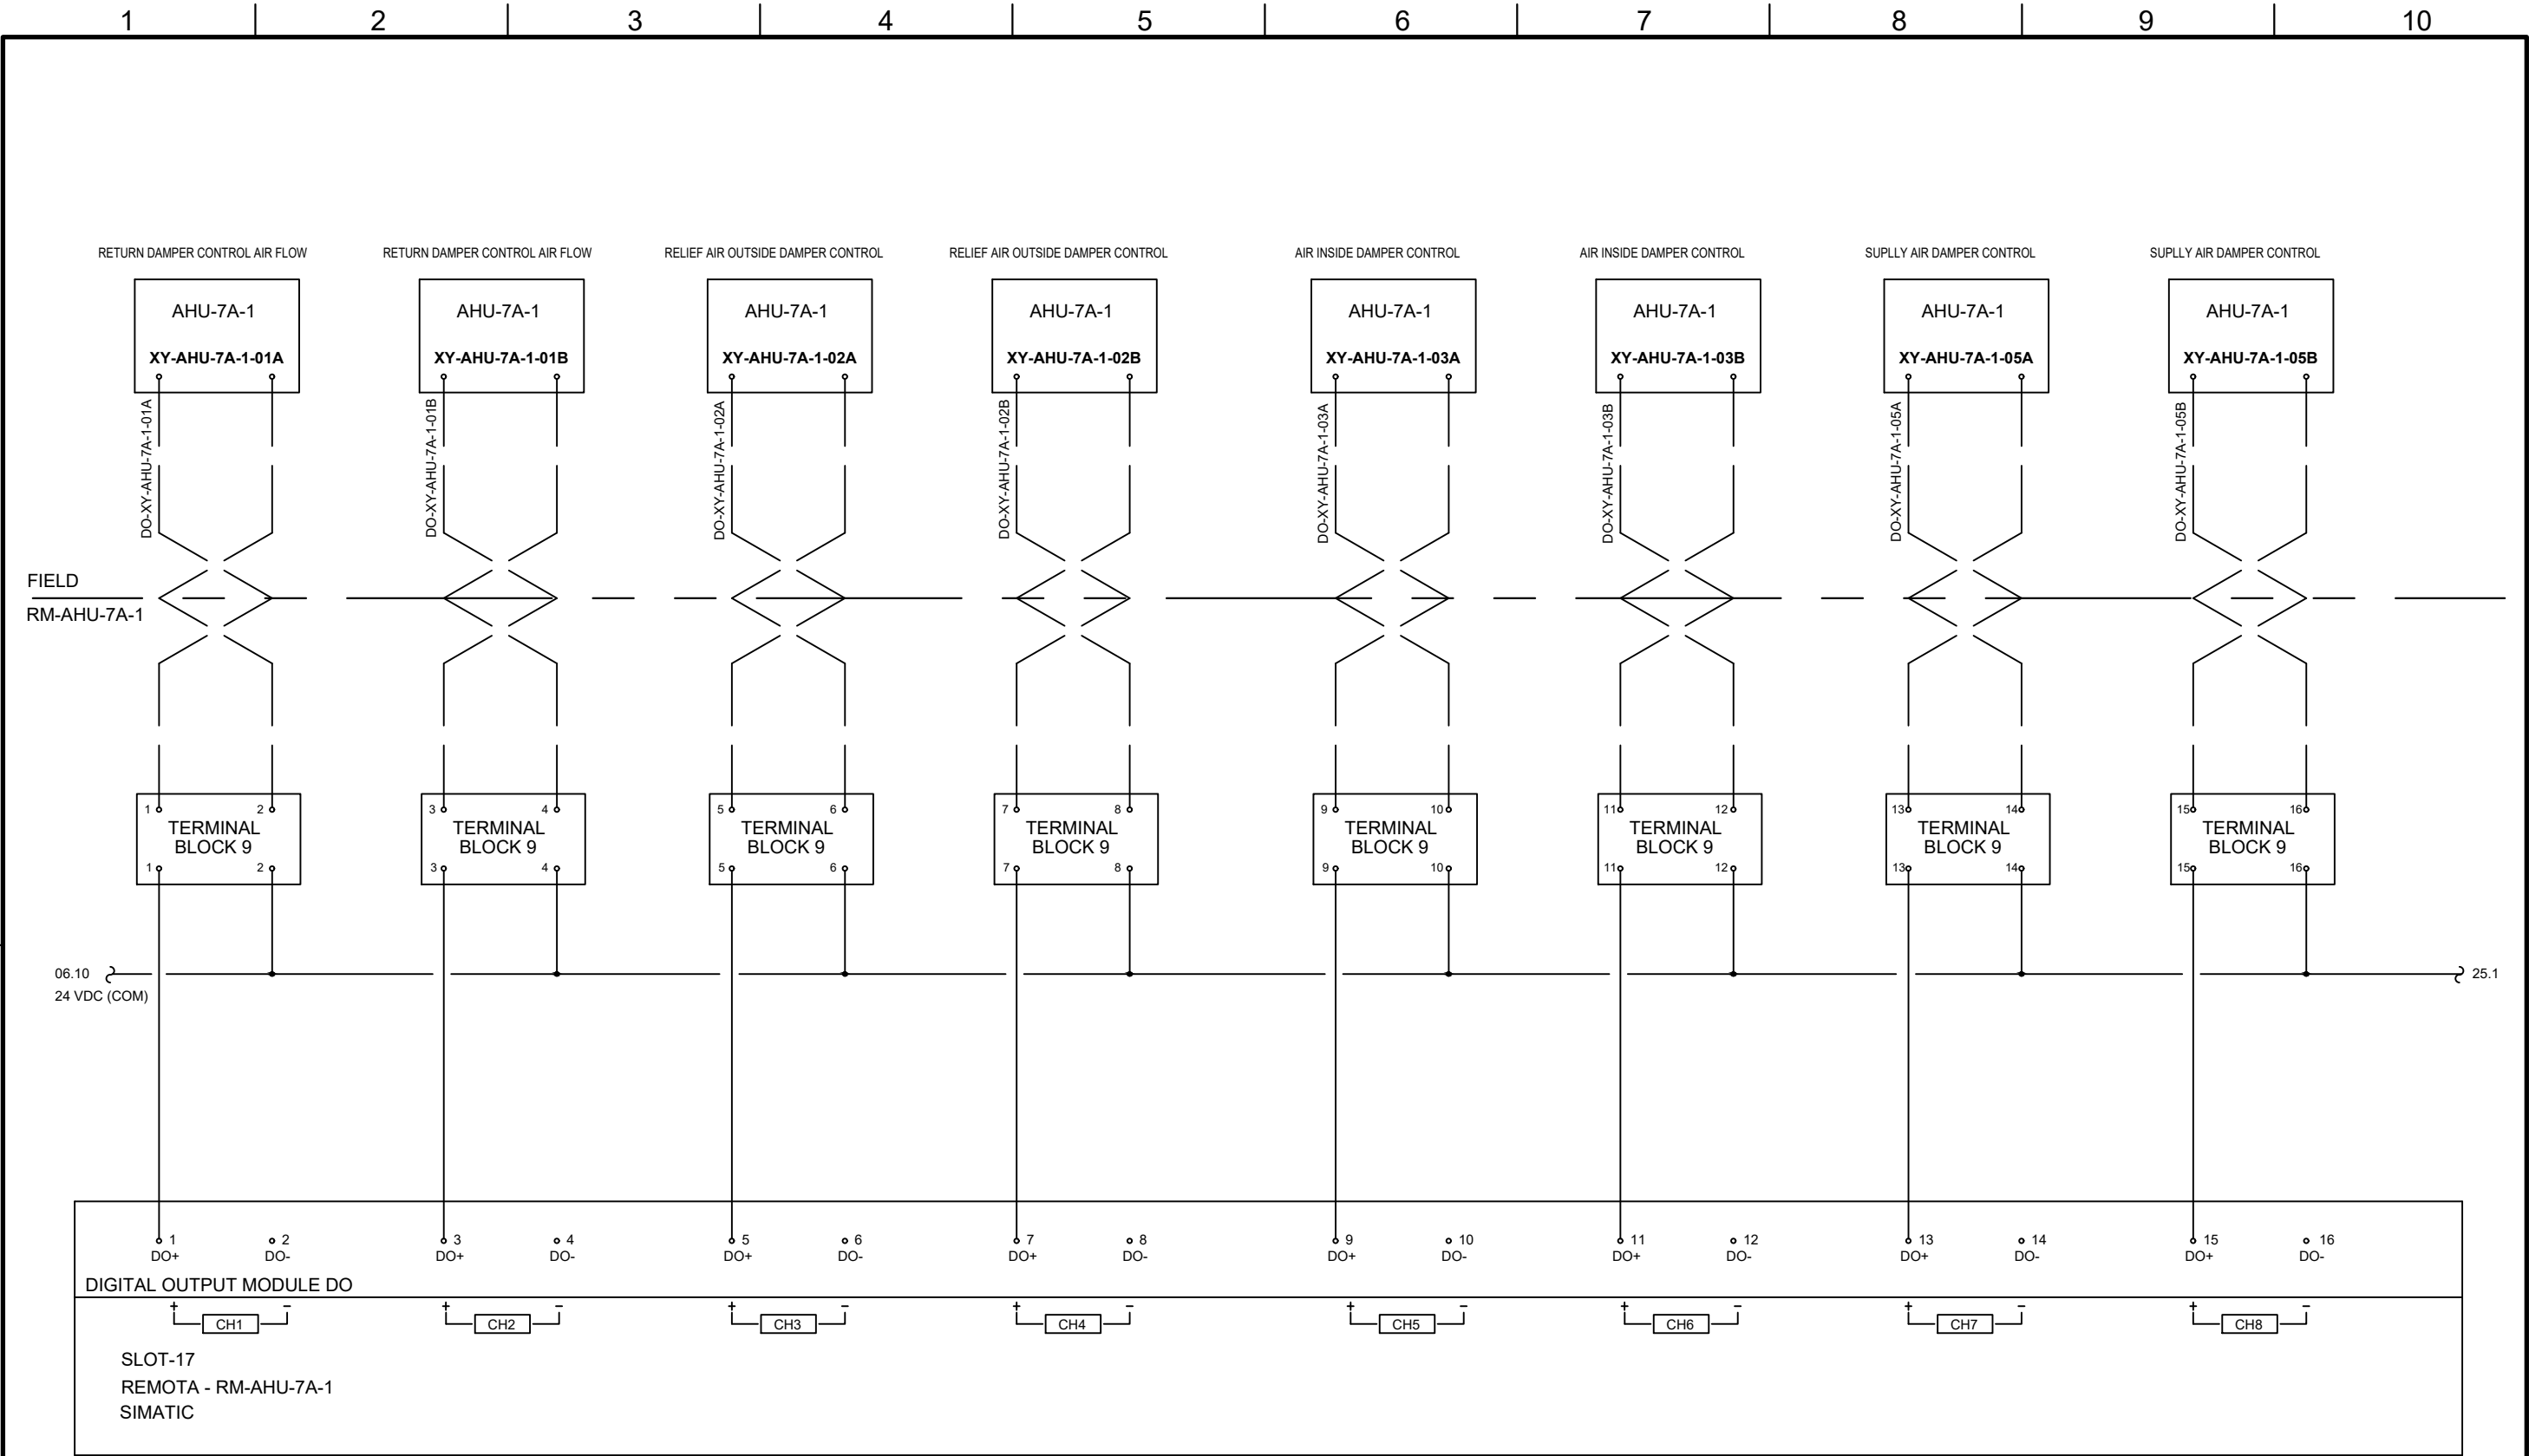 1 2 3 4 5 6 7 8 9 10
RETURN DAMPER CONTROL AIR FLOW
RETURN DAMPER CONTROL AIR FLOW
RELIEF AIR OUTSIDE DAMPER CONTROL
RELIEF AIR OUTSIDE DAMPER CONTROL
AIR INSIDE DAMPER CONTROL
AIR INSIDE DAMPER CONTROL
SUPLLY AIR DAMPER CONTROL
SUPLLY AIR DAMPER CONTROL
AHU-7A-1
XY-AHU-7A-1-01A
AHU-7A-1
XY-AHU-7A-1-01B
AHU-7A-1
XY-AHU-7A-1-02A
AHU-7A-1
XY-AHU-7A-1-02B
AHU-7A-1
XY-AHU-7A-1-03A
AHU-7A-1
XY-AHU-7A-1-03B
AHU-7A-1
XY-AHU-7A-1-05A
AHU-7A-1
XY-AHU-7A-1-05B
DO-XY-AHU-7A-1-01A
DO-XY-AHU-7A-1-01B
DO-XY-AHU-7A-1-02A
DO-XY-AHU-7A-1-02B
DO-XY-AHU-7A-1-03A
DO-XY-AHU-7A-1-03B
DO-XY-AHU-7A-1-05A
DO-XY-AHU-7A-1-05B
FIELD
RM-AHU-7A-1
1 2
TERMINAL
BLOCK 9
1 2
3 4
TERMINAL
BLOCK 9
3 4
5 6
TERMINAL
BLOCK 9
5 6
7 8
TERMINAL
BLOCK 9
7 8
9 10
TERMINAL
BLOCK 9
9 10
11 12
TERMINAL
BLOCK 9
11 12
13 14
TERMINAL
BLOCK 9
13 14
15 16
TERMINAL
BLOCK 9
15 16
06.10
24 VDC (COM)
25.1
1 2 3 4 5 6 7 8 9 10 11 12 13 14 15 16
DO+ DO- DO+ DO- DO+ DO- DO+ DO- DO+ DO- DO+ DO- DO+ DO- DO+ DO-
DIGITAL OUTPUT MODULE DO
+ - + - + - + - + - + - + - + -
CH1 CH2 CH3 CH4 CH5 CH6 CH7 CH8
SLOT-17
REMOTA - RM-AHU-7A-1
SIMATIC